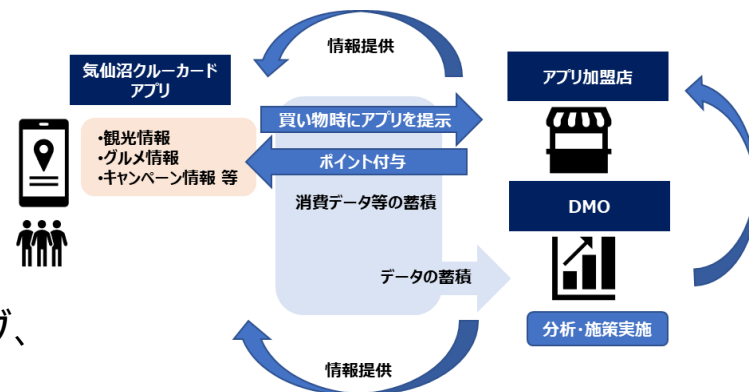 情報提供
気仙沼クルーカード
アプリ
アプリ加盟店
買い物時にアプリを提示
・観光情報
・グルメ情報
・キャンペーン情報 等
ポイント付与
消費データ等の蓄積
DMO
データの蓄積
分析・施策実施
情報提供